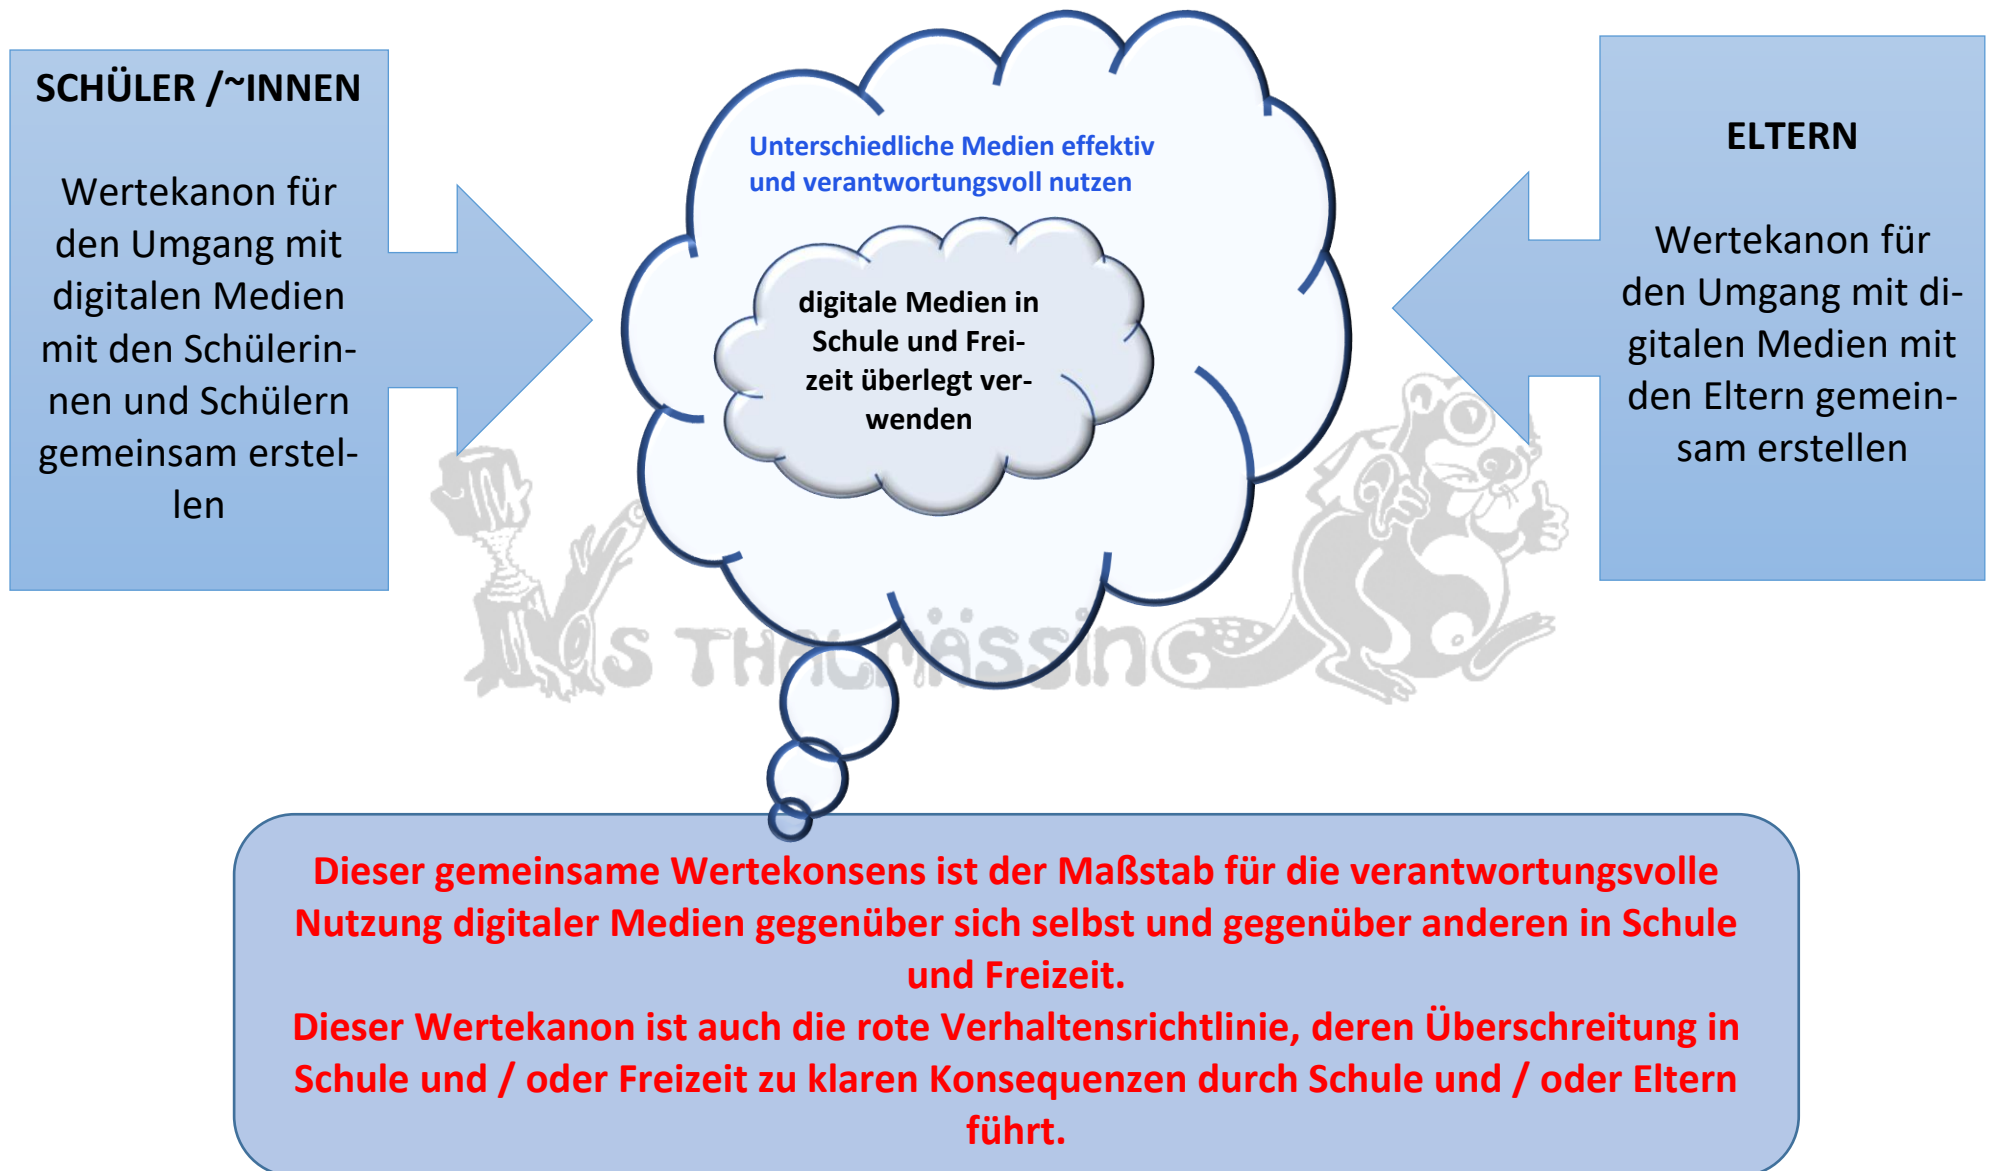 SCHÜLER /~INNEN
Wertekanon für
den Umgang mit
digitalen Medien
mit den Schülerin-
nen und Schülern
gemeinsam erstel-
len
Unterschiedliche Medien effektiv
und verantwortungsvoll nutzen
digitale Medien in
Schule und Frei-
zeit überlegt ver-
wenden
ELTERN
Wertekanon für
den Umgang mit di-
gitalen Medien mit
den Eltern gemein-
sam erstellen
VS THALMÄSSING
Dieser gemeinsame Wertekonsens ist der Maßstab für die verantwortungsvolle
Nutzung digitaler Medien gegenüber sich selbst und gegenüber anderen in Schule
und Freizeit.
Dieser Wertekanon ist auch die rote Verhaltensrichtlinie, deren Überschreitung in
Schule und / oder Freizeit zu klaren Konsequenzen durch Schule und / oder Eltern
führt.